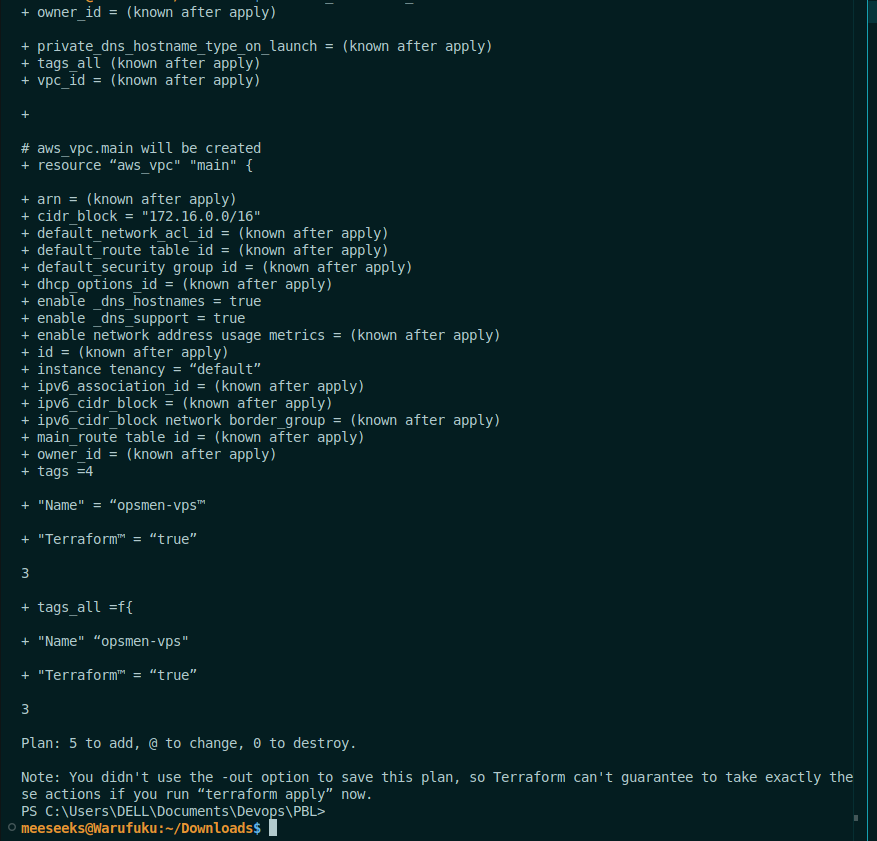 + owner_id = (known after apply)
+ private_dns_hostname_type_on_launch = (known after apply)
+ tags_all (known after apply)
+ vpc_id = (known after apply)
+
# aws_vpc.main will be created
+ resource “aws_vpc" "main" {
+ arn = (known after apply)
+ cidr_block = "172.16.0.0/16"
+ default_network_acl_id = (known after apply)
+ default_route table id = (known after apply)
+ default_security group id = (known after apply)
+ dhcp_options_id = (known after apply)
+ enable _dns_hostnames = true
+ enable _dns_support = true
+ enable network address usage metrics = (known after apply)
+ id = (known after apply)
+ instance tenancy = “default”
+ ipv6_association_id = (known after apply)
+ ipv6_cidr_block = (known after apply)
+ ipv6_cidr_block network border_group = (known after apply)
+ main_route table id = (known after apply)
+ owner_id = (known after apply)
+ tags =4
+ "Name" = “opsmen-vps™
+ "Terraform™ = “true”
3
+ tags_all =f{
+ "Name" “opsmen-vps"
+ "Terraform™ = “true”
3
Plan: 5 to add, @ to change, 0 to destroy.
Note: You didn't use the -out option to save this plan, so Terraform can't guarantee to take exactly the
se actions if you run “terraform apply” now.
PS C:\Users\DELL\Documents\Devops\PBL>
meeseeks@Warufuku:~/Downloads$